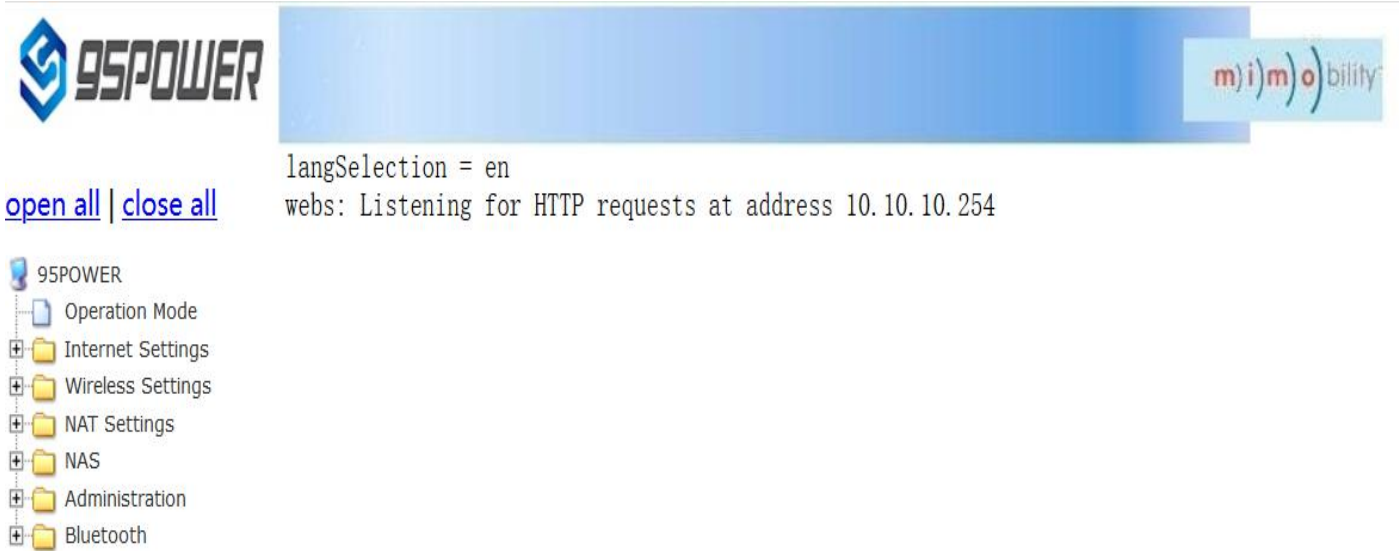 95POWER
m)i)m)o)bility
langSelection = en
open all | close all
webs: Listening for HTTP requests at address 10.10.10.254
95POWER
Operation Mode
Internet Settings
Wireless Settings
NAT Settings
NAS
Administration
Bluetooth